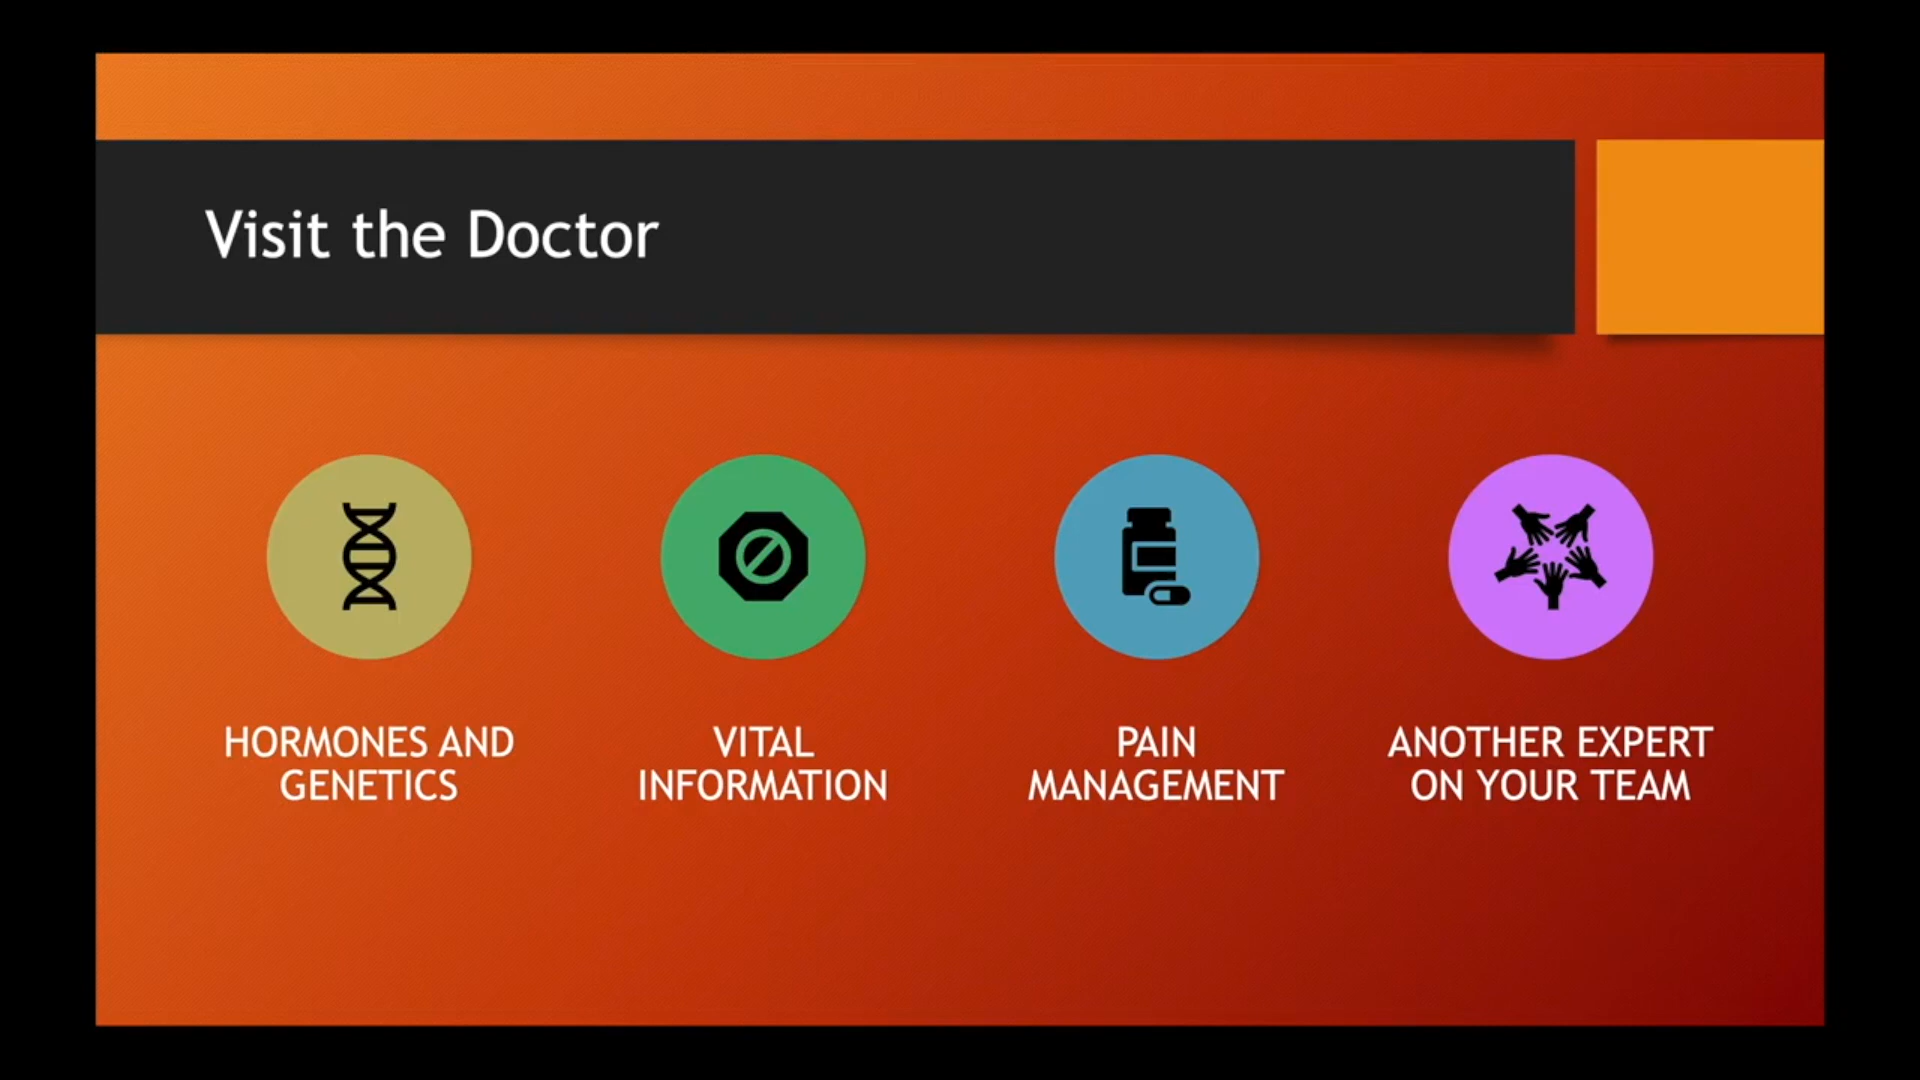 Visit the Doctor
HORMONES AND
GENETICS
VITAL
INFORMATION
PAIN
MANAGEMENT
ANOTHER EXPERT
ON YOUR TEAM